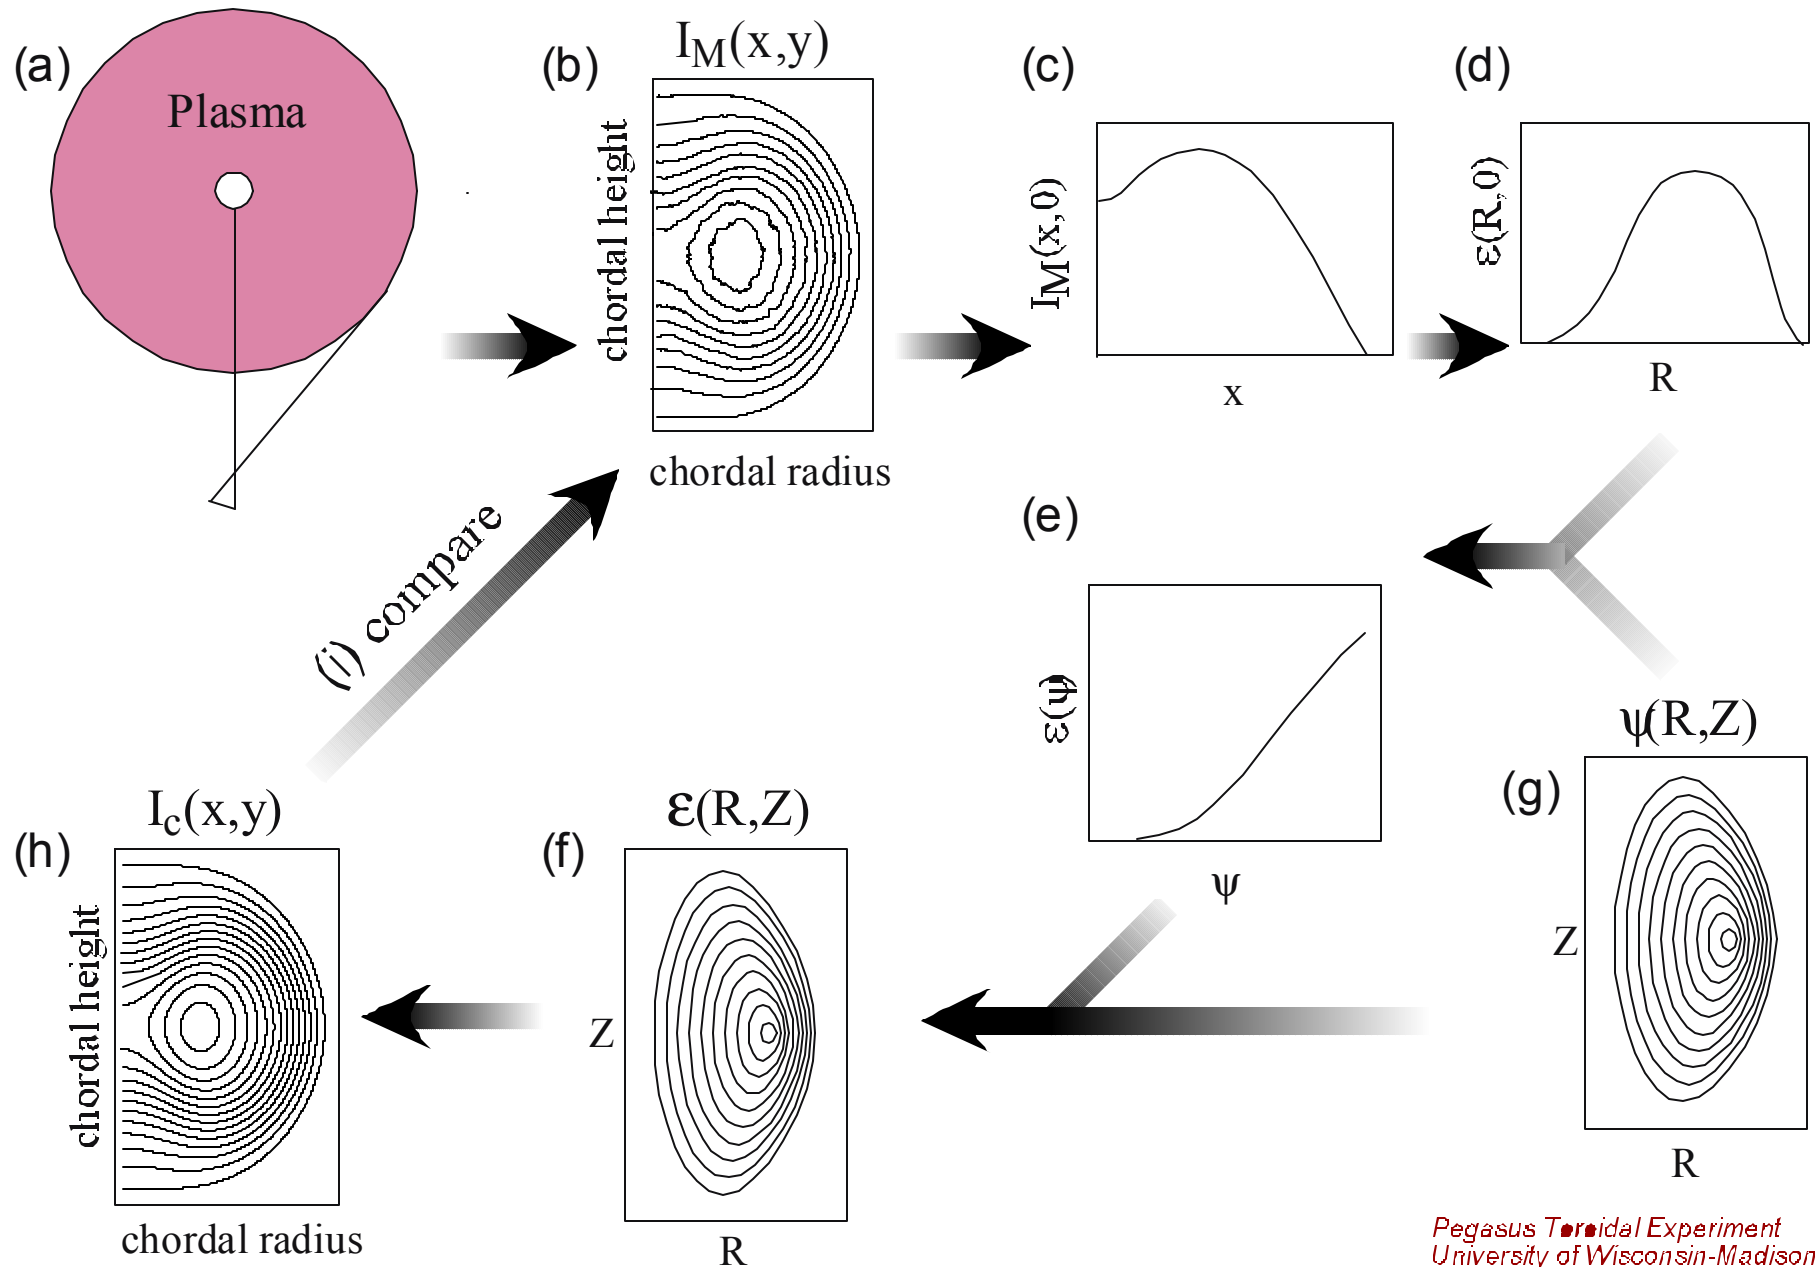 (a)
Plasma
(b)
I_M(x,y)
chordal height
chordal radius
(c)
I_M(x,0)
x
(d)
ε(R,0)
R
(e)
ε(ψ)
ψ
(i) compare
ψ(R,Z)
(g)
Z
R
ε(R,Z)
(f)
Z
R
I_c(x,y)
(h)
chordal height
chordal radius
Pegasus Toroidal Experiment
University of Wisconsin-Madison